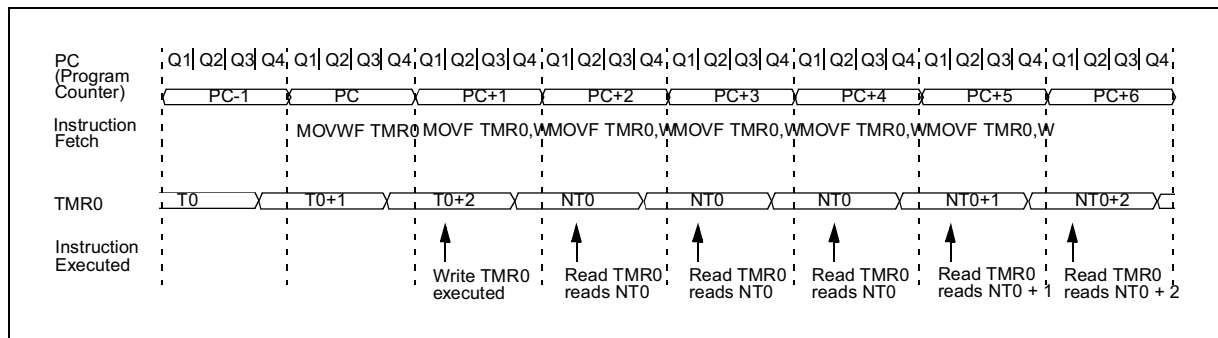 PC
(Program
Counter)
Q1 Q2 Q3 Q4 Q1 Q2 Q3 Q4 Q1 Q2 Q3 Q4 Q1 Q2 Q3 Q4 Q1 Q2 Q3 Q4 Q1 Q2 Q3 Q4 Q1 Q2 Q3 Q4 Q1 Q2 Q3 Q4
PC-1 PC PC+1 PC+2 PC+3 PC+4 PC+5 PC+6
Instruction
Fetch
MOVWF TMR0 MOVF TMR0,W MOVF TMR0,W MOVF TMR0,W MOVF TMR0,W MOVF TMR0,W
TMR0
T0 T0+1 T0+2 NT0 NT0 NT0 NT0+1 NT0+2
Instruction
Executed
Write TMR0
executed
Read TMR0
reads NT0
Read TMR0
reads NT0
Read TMR0
reads NT0
Read TMR0
reads NT0 + 1
Read TMR0
reads NT0 + 2